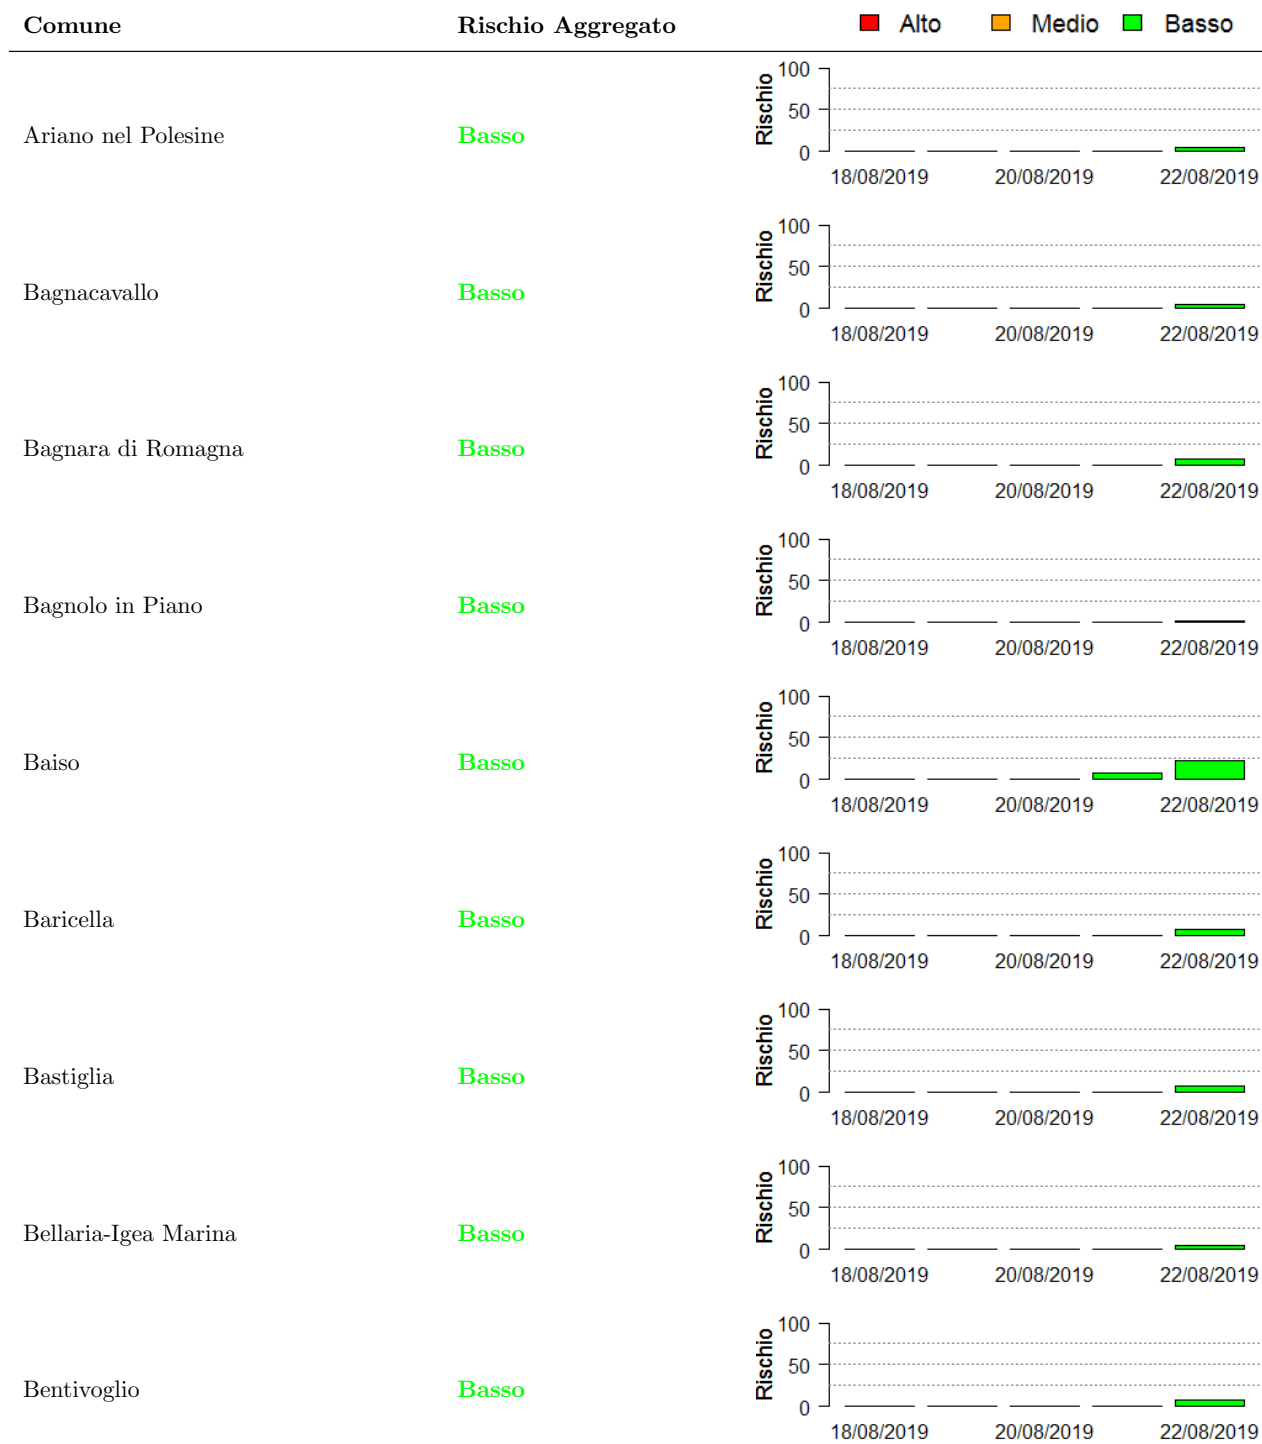 Comune Rischio Aggregato Alto Medio Basso
100
50
0
Rischio
Ariano nel Polesine Basso
18/08/2019 20/08/2019 22/08/2019
100
50
0
Rischio
Bagnacavallo Basso
18/08/2019 20/08/2019 22/08/2019
100
50
0
Rischio
Bagnara di Romagna Basso
18/08/2019 20/08/2019 22/08/2019
100
50
0
Rischio
Bagnolo in Piano Basso
18/08/2019 20/08/2019 22/08/2019
100
50
0
Rischio
Baiso Basso
18/08/2019 20/08/2019 22/08/2019
100
50
0
Rischio
Baricella Basso
18/08/2019 20/08/2019 22/08/2019
100
50
0
Rischio
Bastiglia Basso
18/08/2019 20/08/2019 22/08/2019
100
50
0
Rischio
Bellaria-Igea Marina Basso
18/08/2019 20/08/2019 22/08/2019
100
50
0
Rischio
Bentivoglio Basso
18/08/2019 20/08/2019 22/08/2019